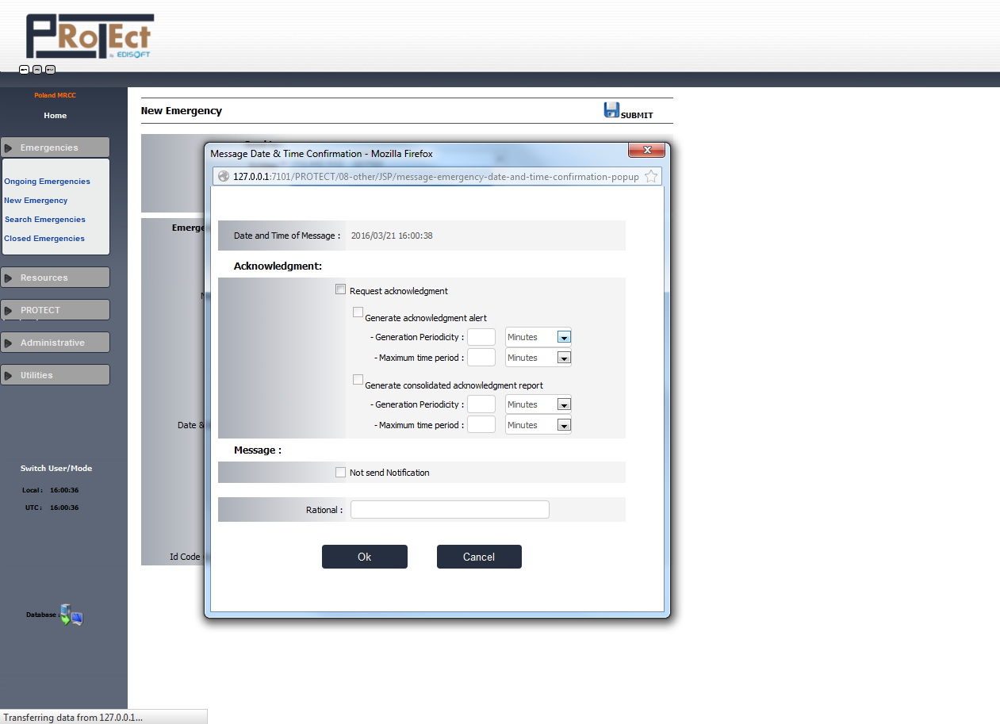 PRoTEct
by EDISOFT
Poland MRCC
Home
Emergencies
Ongoing Emergencies
New Emergency
Search Emergencies
Closed Emergencies
Resources
PROTECT
Administrative
Utilities
Switch User/Mode
Local : 16:00:36
UTC : 16:00:36
Database :
New Emergency
SUBMIT
Emerge
Date &
Id Code
Message Date & Time Confirmation - Mozilla Firefox
127.0.0.1:7101/PROTECT/08-other/JSP/message-emergency-date-and-time-confirmation-popup
Date and Time of Message : 2016/03/21 16:00:38
Acknowledgment:
Request acknowledgment
Generate acknowledgment alert
- Generation Periodicity : Minutes
- Maximum time period : Minutes
Generate consolidated acknowledgment report
- Generation Periodicity : Minutes
- Maximum time period : Minutes
Message :
Not send Notification
Rational :
Ok Cancel
Transferring data from 127.0.0.1...